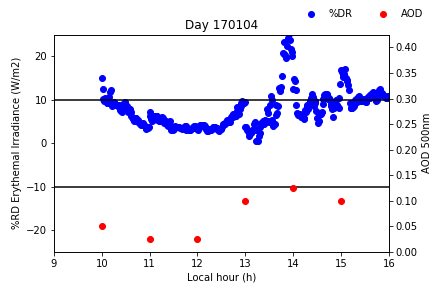 %DR AOD
Day 170104
%RD Erythemal Irradiance (W/m2)
20
10
0
−10
−20
0.40
0.35
0.30
0.25
0.20
0.15
0.10
0.05
0.00
AOD 500nm
9 10 11 12 13 14 15 16
Local hour (h)